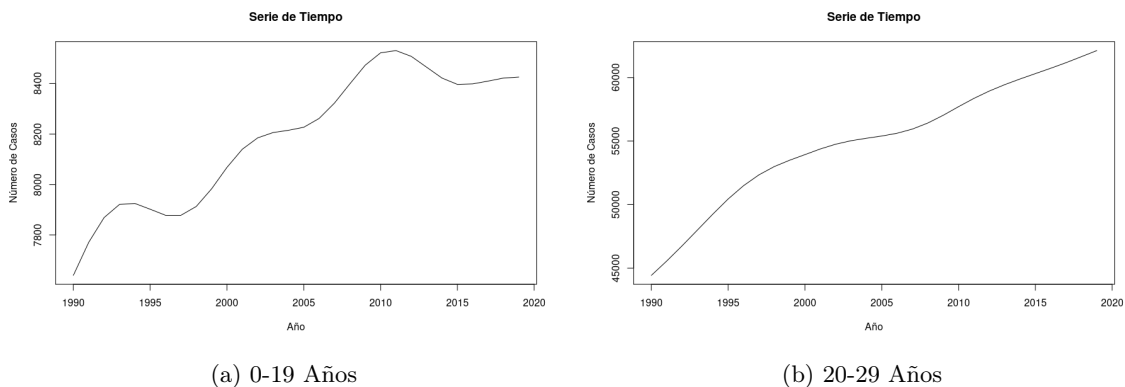 Serie de Tiempo
Número de Casos
8400
8200
8000
7800
1990 1995 2000 2005 2010 2015 2020
Año
(a) 0-19 Años
Serie de Tiempo
Número de Casos
60000
55000
50000
45000
1990 1995 2000 2005 2010 2015 2020
Año
(b) 20-29 Años